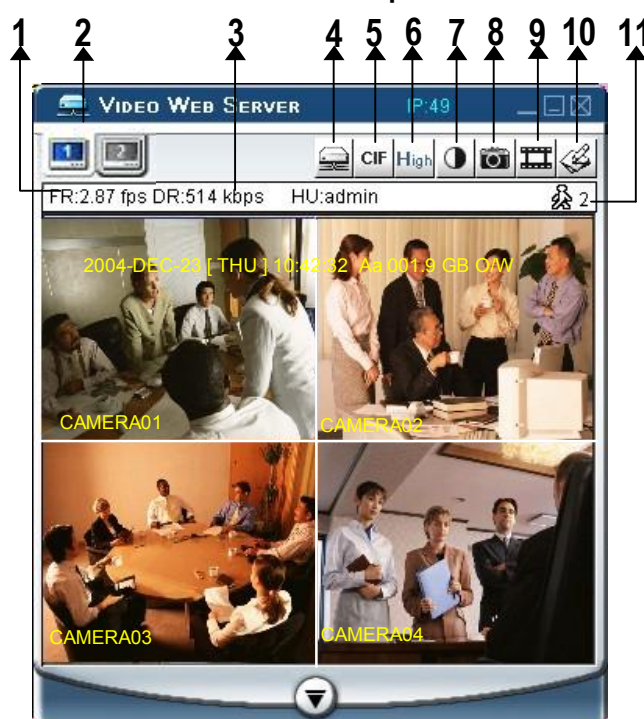 1 2 3 4 5 6 7 8 9 10 11
VIDEO WEB SERVER IP:49
1 2 CIF High
FR:2.87 fps DR:514 kbps HU:admin 2
2004-DEC-23 [ THU ] 10:42:32 Aa 001.9 GB O/W
CAMERA01 CAMERA02
CAMERA03 CAMERA04